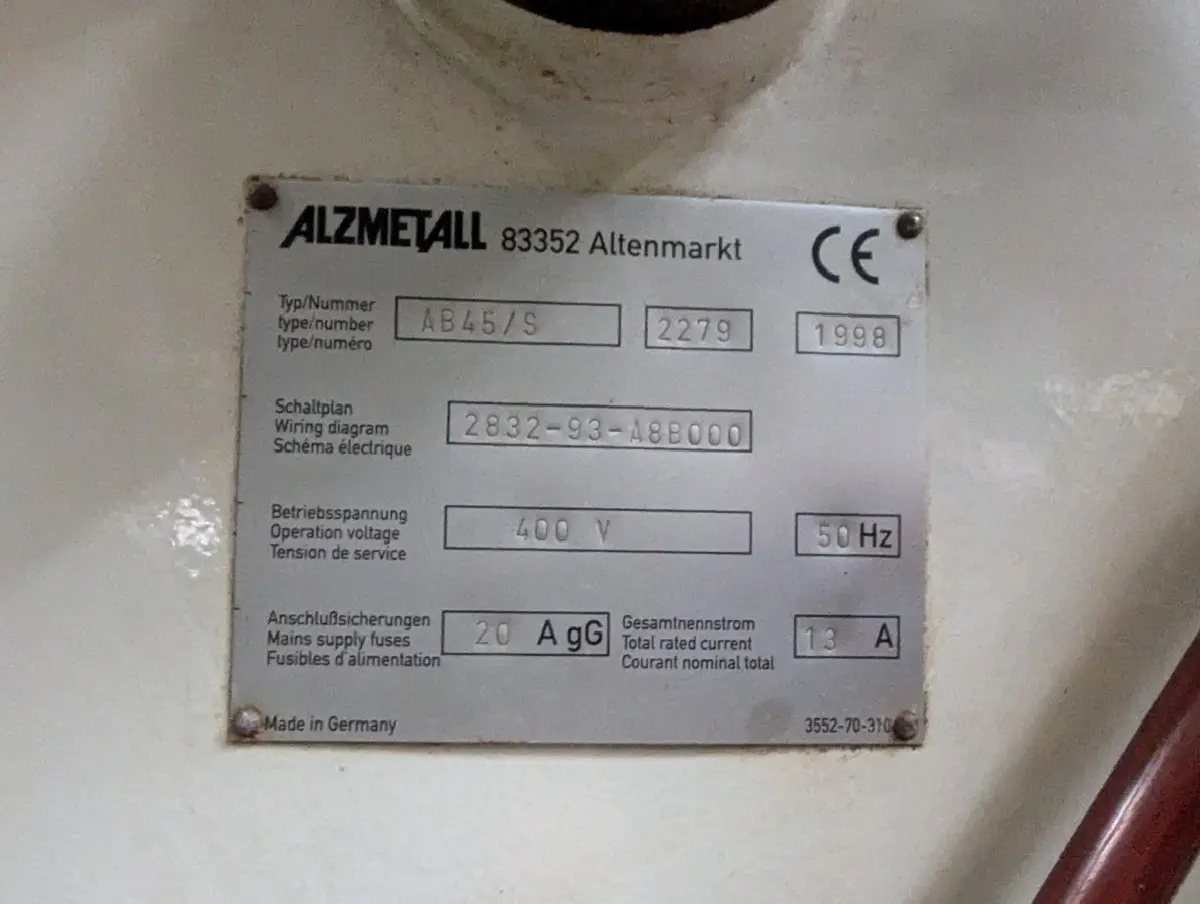 ALZMETALL 83352 Altenmarkt CE
Typ/Nummer
type/number AB45/S 2279 1998
type/numéro
Schaltplan
Wiring diagram 2832-93-A8B000
Schéma électrique
Betriebsspannung
Operation voltage 400 V 50 Hz
Tension de service
Anschlußsicherungen Gesamtnennstrom
Mains supply fuses 20 A gG Total rated current 13 A
Fusibles d'alimentation Courant nominal total
Made in Germany 3552-70-310